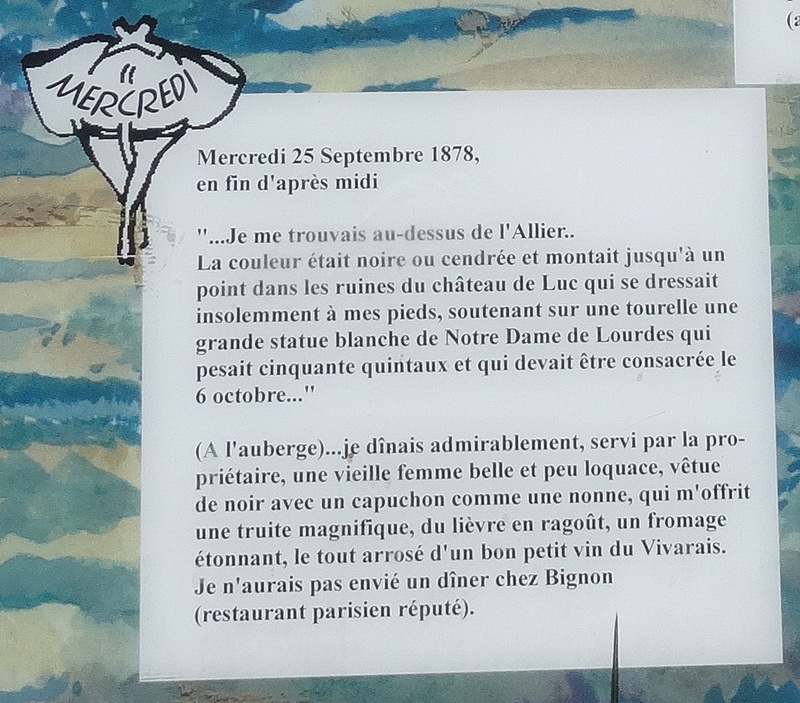 MERCREDI
Mercredi 25 Septembre 1878,
en fin d'après midi
"...Je me trouvais au-dessus de l'Allier..
La couleur était noire ou cendrée et montait jusqu'à un
point dans les ruines du château de Luc qui se dressait
insolemment à mes pieds, soutenant sur une tourelle une
grande statue blanche de Notre Dame de Lourdes qui
pesait cinquante quintaux et qui devait être consacrée le
6 octobre..."
(A l'auberge)...je dînais admirablement, servi par la pro-
priétaire, une vieille femme belle et peu loquace, vêtue
de noir avec un capuchon comme une nonne, qui m'offrit
une truite magnifique, du lièvre en ragoût, un fromage
étonnant, le tout arrosé d'un bon petit vin du Vivarais.
Je n'aurais pas envié un dîner chez Bignon
(restaurant parisien réputé).